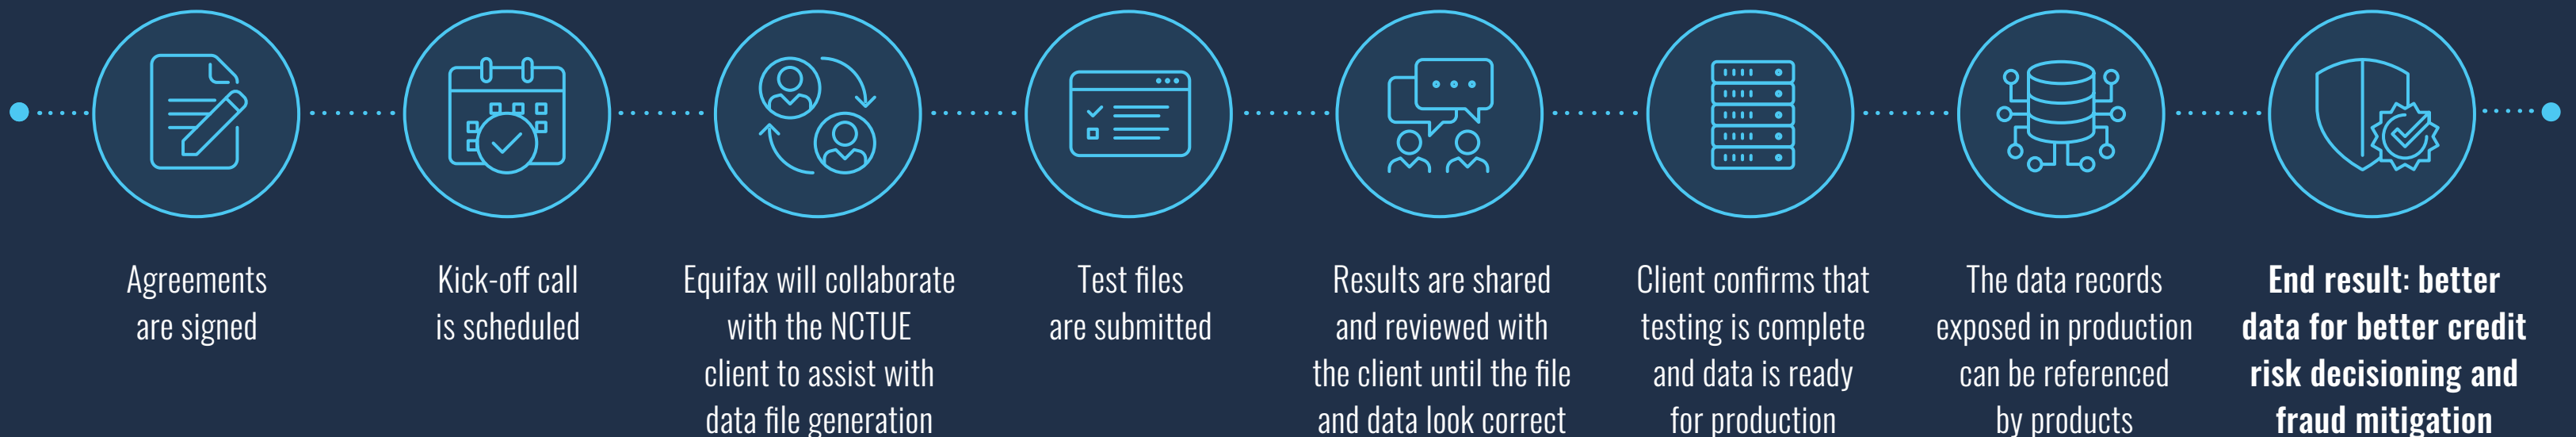 Agreements
are signed
Kick-off call
is scheduled
Equifax will collaborate
with the NCTUE
client to assist with
data file generation
Test files
are submitted
Results are shared
and reviewed with
the client until the file
and data look correct
Client confirms that
testing is complete
and data is ready
for production
The data records
exposed in production
can be referenced
by products
End result: better
data for better credit
risk decisioning and
fraud mitigation